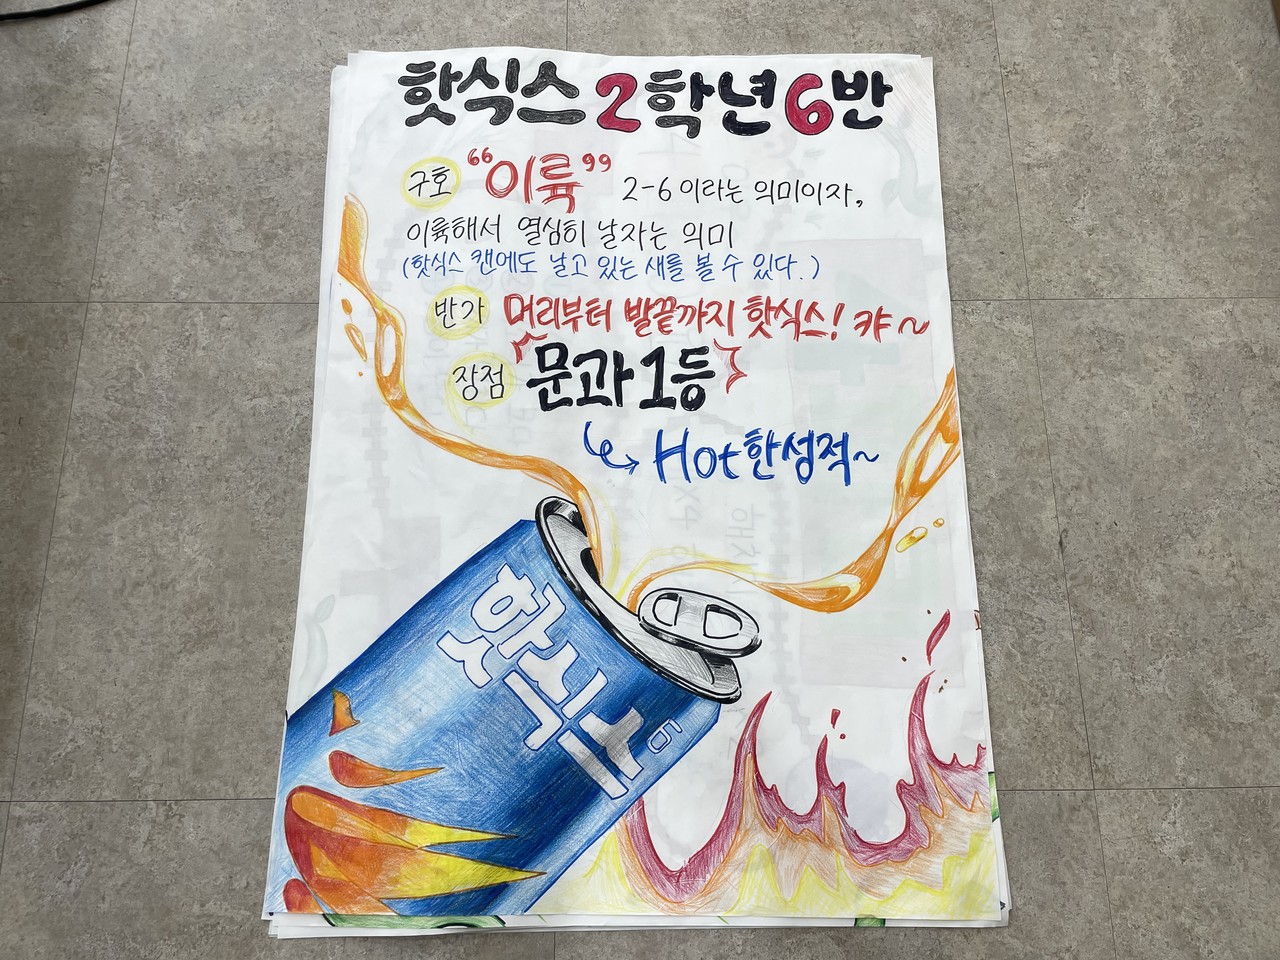 핫식스 2학년 6반
구호 "이륙" 2-6 이라는 의미이자,
이륙해서 열심히 날자는 의미
(핫식스 캔에도 날고 있는 새를 볼 수 있다.)
반가 머리부터 발끝까지 핫식스! 캬~
장점 문과 1등
Hot한 성적~
핫식스
6